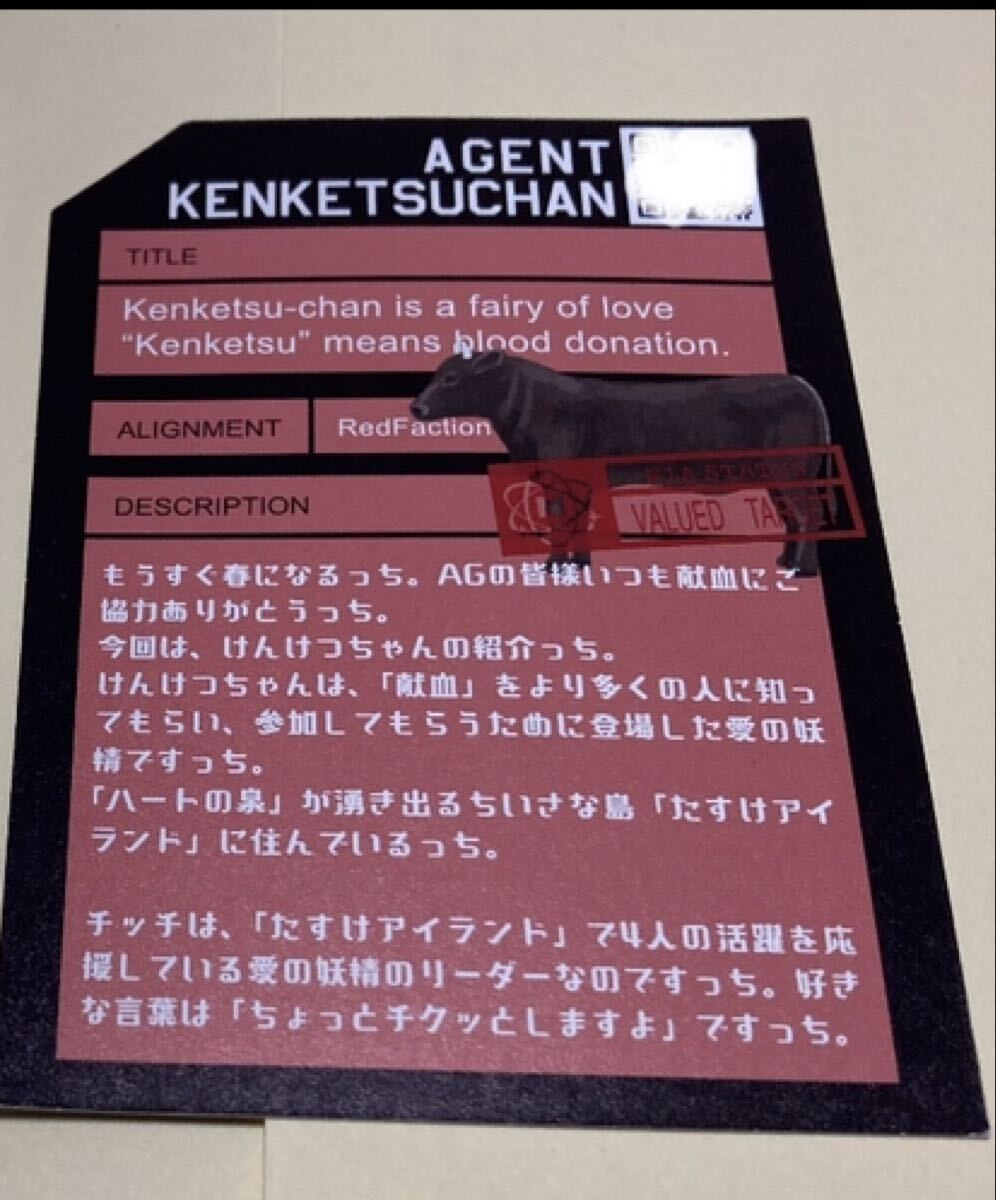 AGENT
KENKETSUCHAN
TITLE
Kenketsu-chan is a fairy of love
“Kenketsu” means blood donation.
ALIGNMENT
RedFaction
DESCRIPTION
VALUED
もうすぐ春になるっち。AGの皆様いつも献血にご
協力ありがとうっち。
今回は、けんけつちゃんの紹介っち。
けんけつちゃんは、「献血」をより多くの人に知っ
てもらい、参加してもらうために登場した愛の妖
精ですっち。
「ハートの泉」が湧き出るちいさな島「たすけアイ
ランド」に住んでいるっち。
チッチは、「たすけアイランド」で4人の活躍を応
援している愛の妖精のリーダーなのですっち。好き
な言葉は「ちょっとチクッとしますよ」ですっち。